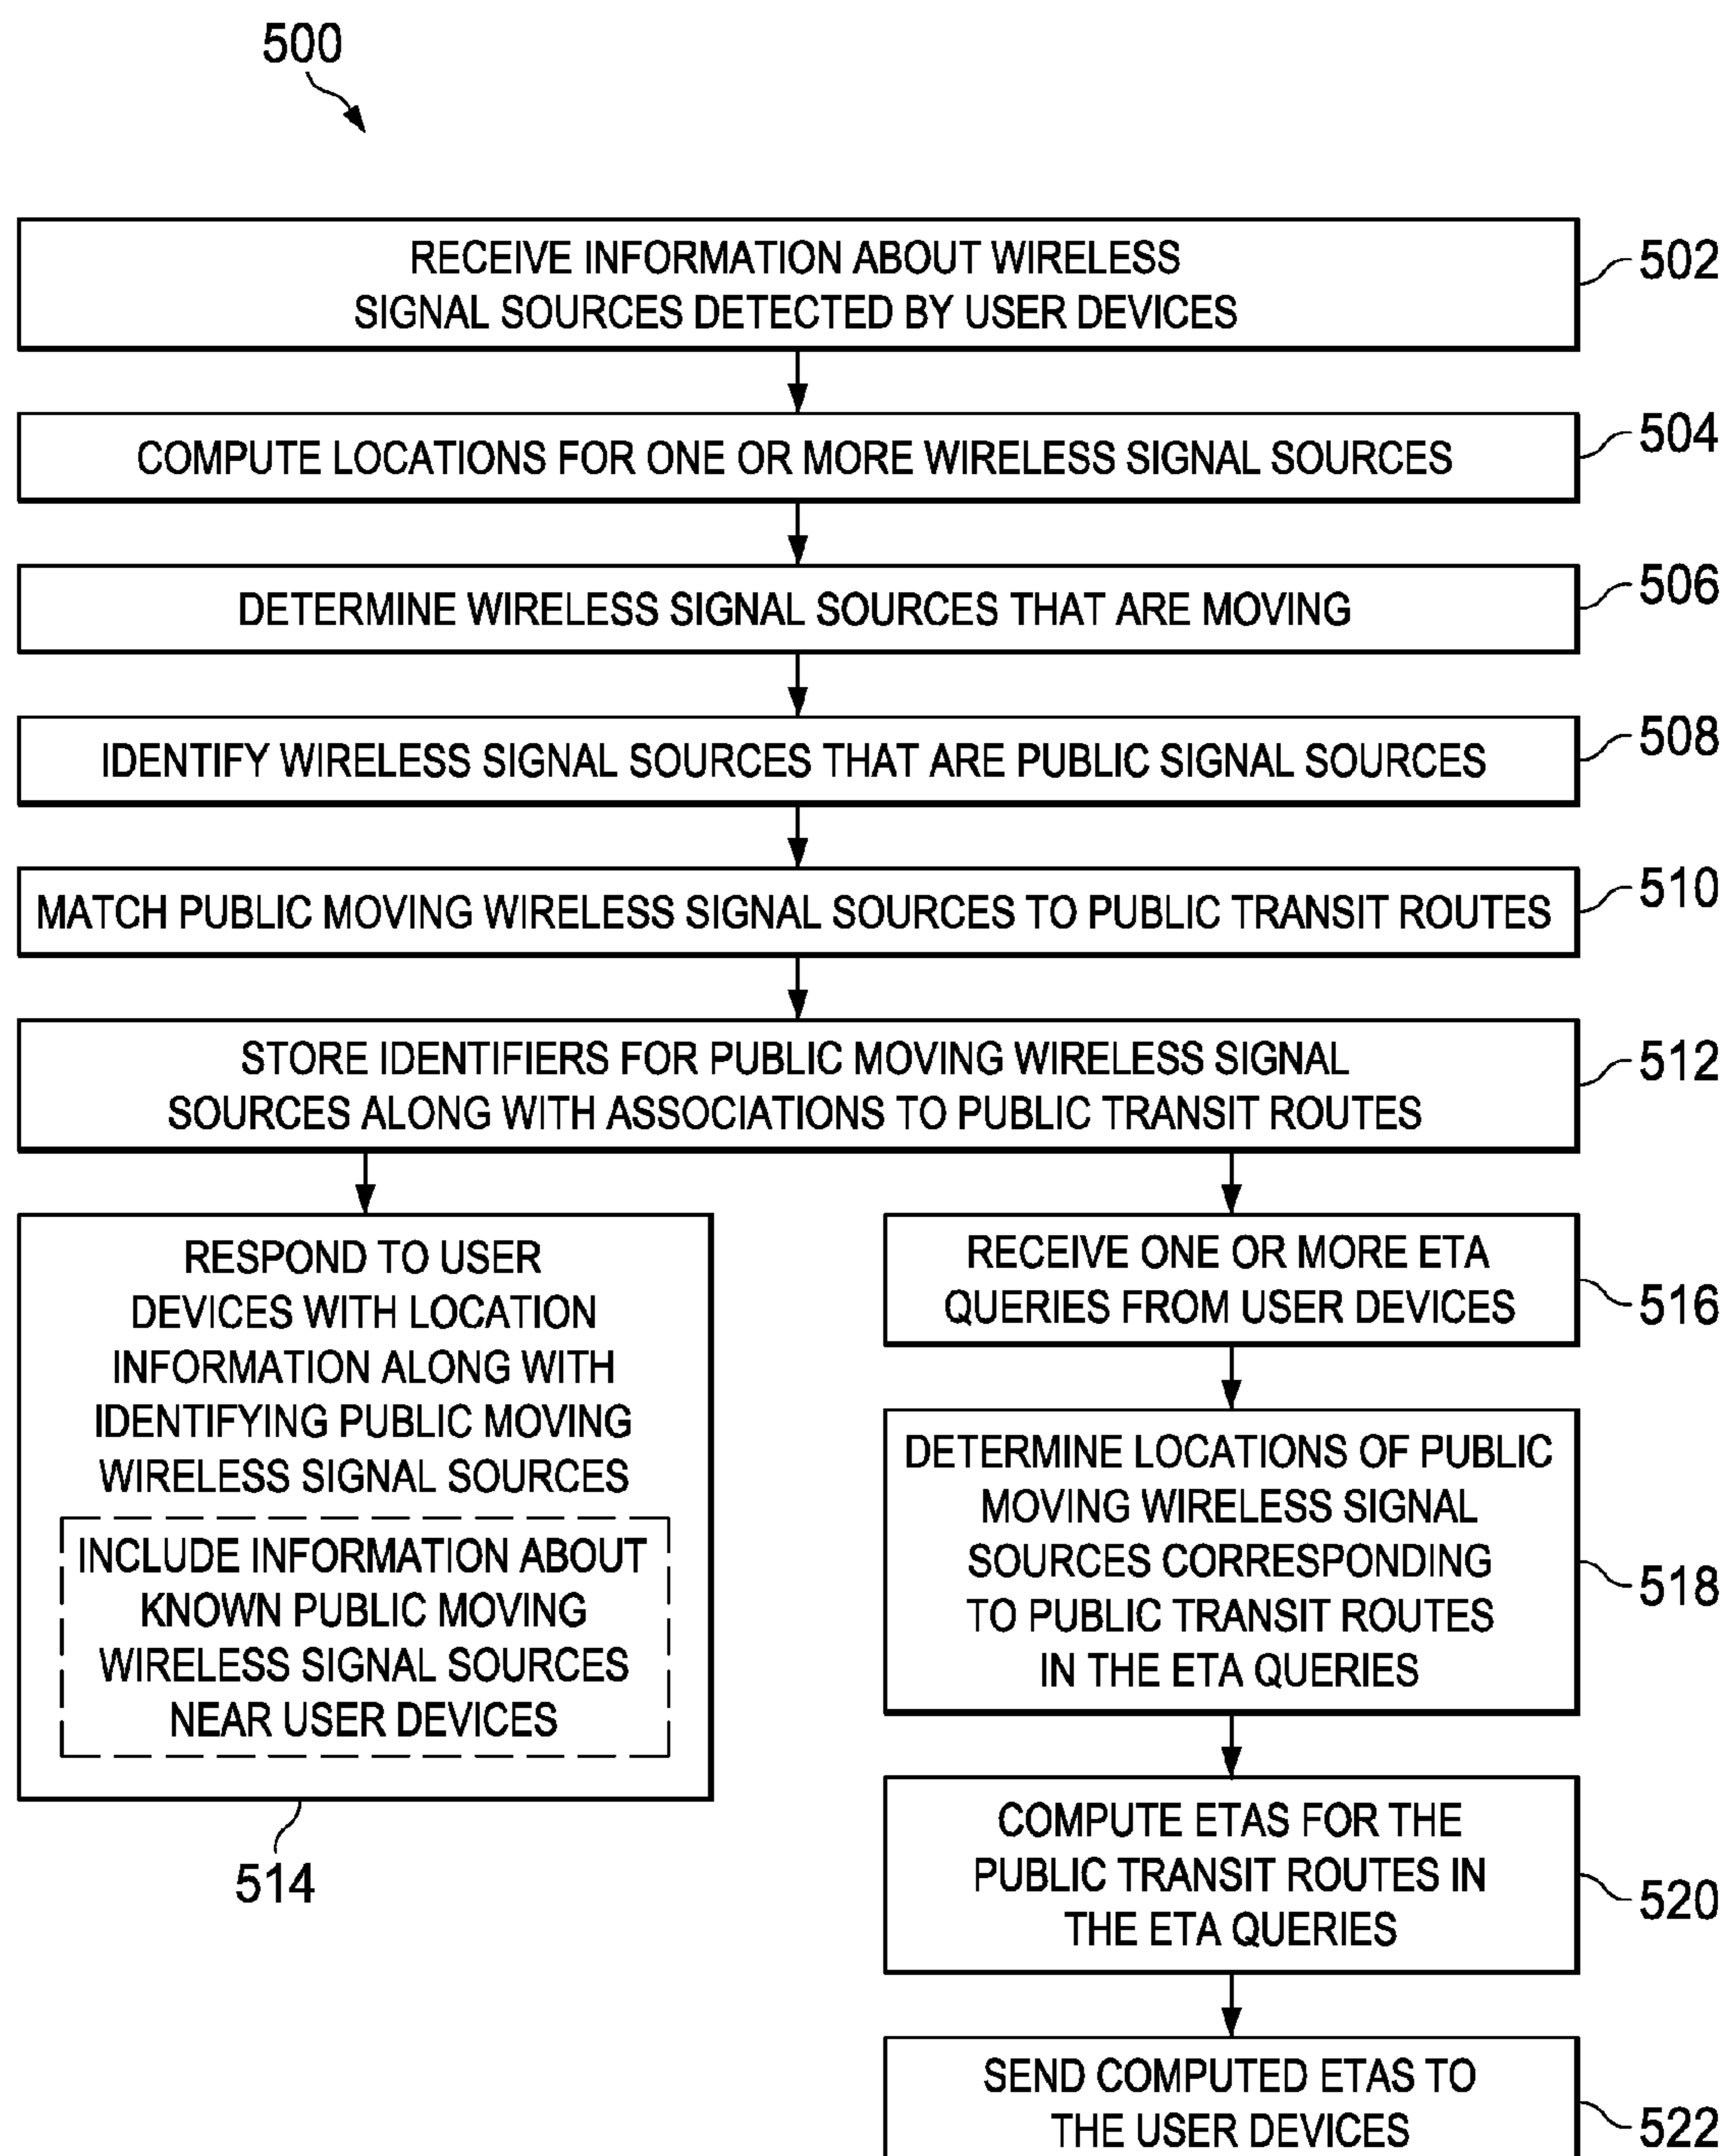 500
RECEIVE INFORMATION ABOUT WIRELESS
SIGNAL SOURCES DETECTED BY USER DEVICES
502
COMPUTE LOCATIONS FOR ONE OR MORE WIRELESS SIGNAL SOURCES
504
DETERMINE WIRELESS SIGNAL SOURCES THAT ARE MOVING
506
IDENTIFY WIRELESS SIGNAL SOURCES THAT ARE PUBLIC SIGNAL SOURCES
508
MATCH PUBLIC MOVING WIRELESS SIGNAL SOURCES TO PUBLIC TRANSIT ROUTES
510
STORE IDENTIFIERS FOR PUBLIC MOVING WIRELESS SIGNAL
SOURCES ALONG WITH ASSOCIATIONS TO PUBLIC TRANSIT ROUTES
512
RESPOND TO USER
DEVICES WITH LOCATION
INFORMATION ALONG WITH
IDENTIFYING PUBLIC MOVING
WIRELESS SIGNAL SOURCES
INCLUDE INFORMATION ABOUT
KNOWN PUBLIC MOVING
WIRELESS SIGNAL SOURCES
NEAR USER DEVICES
514
RECEIVE ONE OR MORE ETA
QUERIES FROM USER DEVICES
516
DETERMINE LOCATIONS OF PUBLIC
MOVING WIRELESS SIGNAL
SOURCES CORRESPONDING
TO PUBLIC TRANSIT ROUTES
IN THE ETA QUERIES
518
COMPUTE ETAS FOR THE
PUBLIC TRANSIT ROUTES IN
THE ETA QUERIES
520
SEND COMPUTED ETAS TO
THE USER DEVICES
522